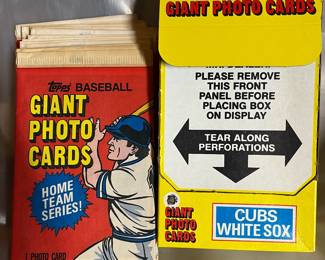 Topps BASEBALL
GIANT
PHOTO
CARDS
HOME
TEAM
SERIES!
1 PHOTO CARD
GIANT PHOTO CARDS
PLEASE REMOVE
THIS FRONT
PANEL BEFORE
PLACING BOX
ON DISPLAY
TEAR ALONG
PERFORATIONS
GIANT
PHOTO
CARDS
CUBS
WHITE SOX